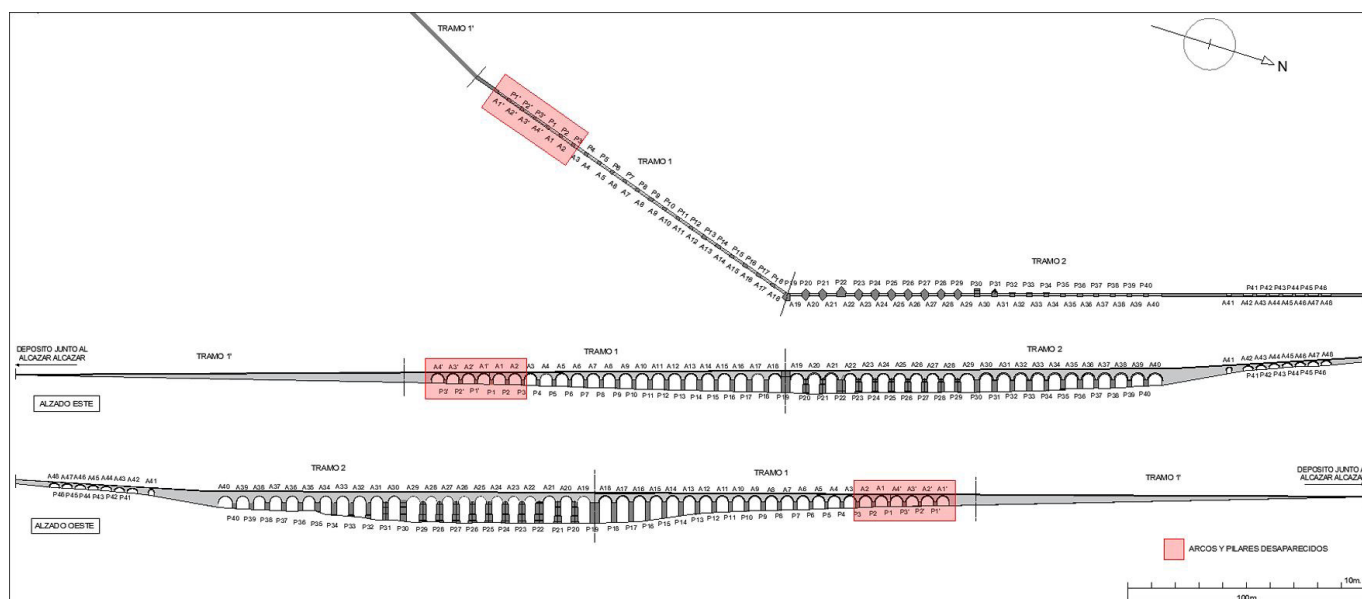 TRAMO 1'
N
P1' P2' P3' P1 P2 P3 P4 P5 P6 P7 P8 P9 P10 P11 P12 P13 P14 P15 P16 P17 P18
A1' A2' A3' A4' A1 A2 A3 A4 A5 A6 A7 A8 A9 A10 A11 A12 A13 A14 A15 A16 A17 A18
TRAMO 1
TRAMO 2
P19 P20 P21 P22 P23 P24 P25 P26 P27 P28 P29 P30 P31 P32 P33 P34 P35 P36 P37 P38 P39 P40 P41 P42 P43 P44 P45 P46
A19 A20 A21 A22 A23 A24 A25 A26 A27 A28 A29 A30 A31 A32 A33 A34 A35 A36 A37 A38 A39 A40 A41 A42 A43 A44 A45 A46 A47 A48
DEPOSITO JUNTO AL
ALCAZAR ALCAZAR
TRAMO 1'
TRAMO 1
TRAMO 2
A4' A3' A2' A1' A1 A2 A3 A4 A5 A6 A7 A8 A9 A10 A11 A12 A13 A14 A15 A16 A17 A18 A19 A20 A21 A22 A23 A24 A25 A26 A27 A28 A29 A30 A31 A32 A33 A34 A35 A36 A37 A38 A39 A40 A41 A42 A43 A44 A45 A46 A47 A48
P3' P2' P1' P1 P2 P3 P4 P5 P6 P7 P8 P9 P10 P11 P12 P13 P14 P15 P16 P17 P18 P19 P20 P21 P22 P23 P24 P25 P26 P27 P28 P29 P30 P31 P32 P33 P34 P35 P36 P37 P38 P39 P40 P41 P42 P43 P44 P45 P46
ALZADO ESTE
TRAMO 2
TRAMO 1
TRAMO 1'
DEPOSITO JUNTO A
ALCAZAR ALCAZA
A48 A47 A46 A45 A44 A43 A42 A41 A40 A39 A38 A37 A36 A35 A34 A33 A32 A31 A30 A29 A28 A27 A26 A25 A24 A23 A22 A21 A20 A19 A18 A17 A16 A15 A14 A13 A12 A11 A10 A9 A8 A7 A6 A5 A4 A3 A2 A1 A4' A3' A2' A1'
P46 P45 P44 P43 P42 P41 P40 P39 P38 P37 P36 P35 P34 P33 P32 P31 P30 P29 P28 P27 P26 P25 P24 P23 P22 P21 P20 P19 P18 P17 P16 P15 P14 P13 P12 P11 P10 P9 P8 P7 P6 P5 P4 P3 P2 P1 P3' P2' P1'
ALZADO OESTE
ARCOS Y PILARES DESAPARECIDOS
10m.
100m